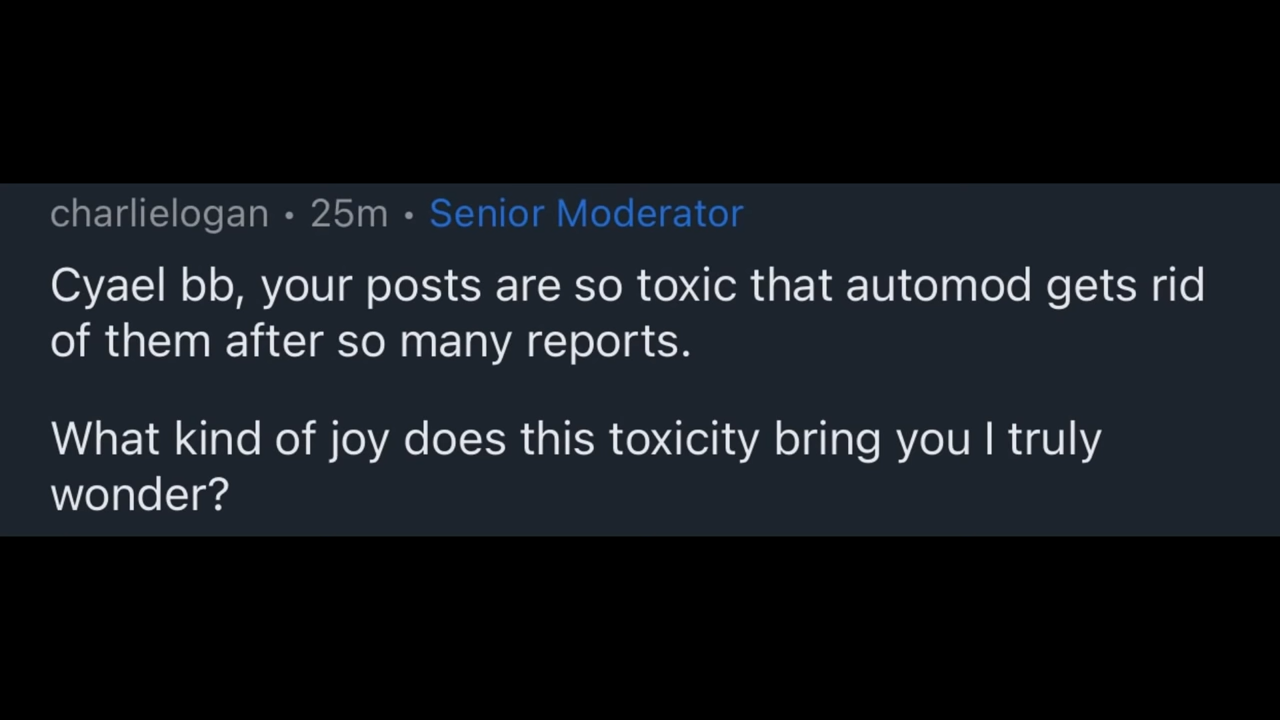 charlielogan • 25m • Senior Moderator
Cyael bb, your posts are so toxic that automod gets rid
of them after so many reports.
What kind of joy does this toxicity bring you I truly
wonder?